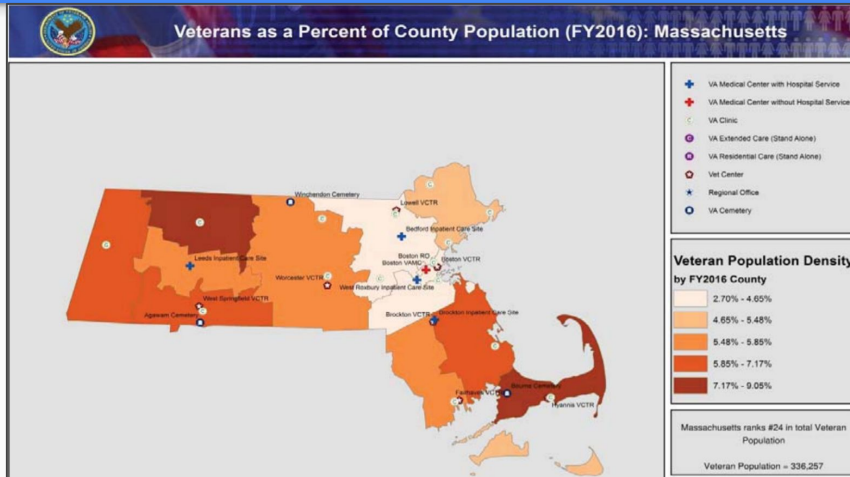 Veterans as a Percent of County Population (FY2016): Massachusetts
VA Medical Center with Hospital Service
VA Medical Center without Hospital Service
VA Clinic
VA Extended Care (Stand Alone)
VA Residential Care (Stand Alone)
Vet Center
Regional Office
VA Cemetery
Winchendon Cemetery
Lowell VCTR
Bedford Inpatient Care Site
Leeds Inpatient Care Site
Boston RO
Boston VCTR
Boston VAMC
Worcester VCTR
West Roxbury Inpatient Care Site
West Springfield VCTR
Agawam Cemetery
Brockton VCTR
Brockton Inpatient Care Site
Fairhaven VCTR
Bourne Cemetery
Hyannis VCTR
Veteran Population Density
by FY2016 County
2.70% - 4.65%
4.65% - 5.48%
5.48% - 5.85%
5.85% - 7.17%
7.17% - 9.05%
Massachusetts ranks #24 in total Veteran
Population
Veteran Population = 336,257